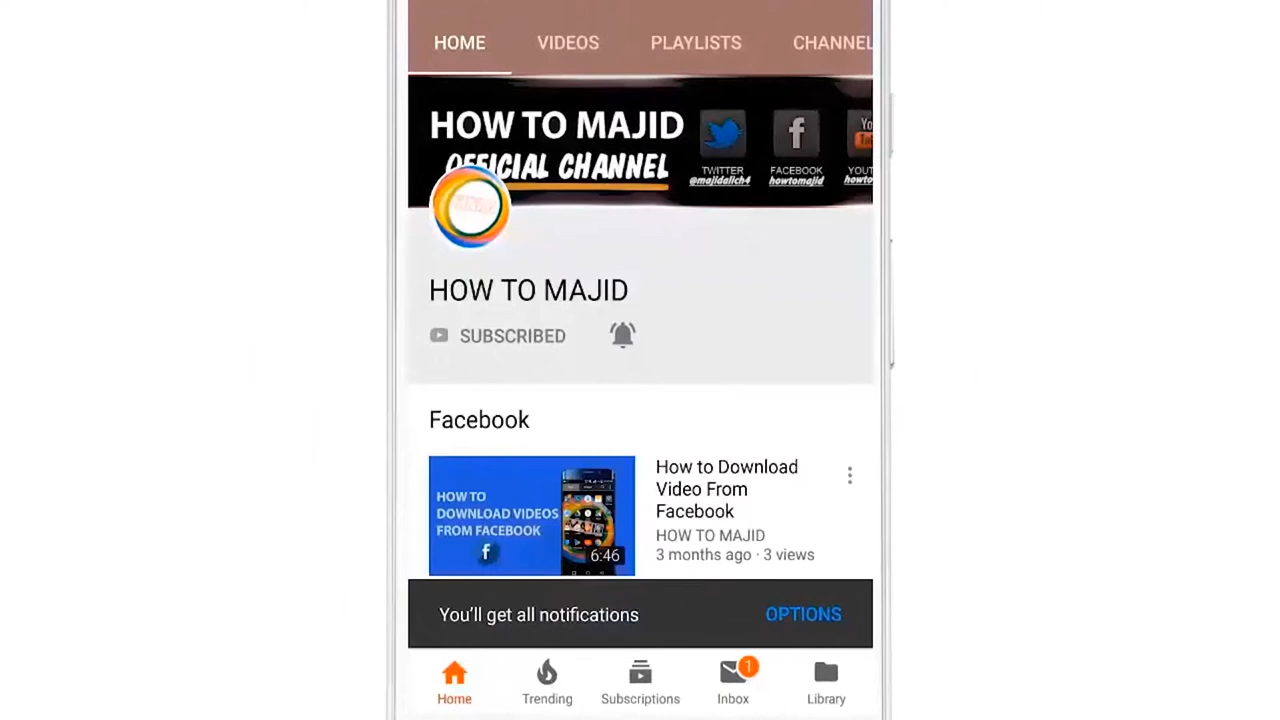 HOME VIDEOS PLAYLISTS CHANNEL
HOW TO MAJID
OFFICIAL CHANNEL
TWITTER
@majidalich4
FACEBOOK
howtomajid
HOW TO MAJID
SUBSCRIBED
Facebook
HOW TO
DOWNLOAD VIDEOS
FROM FACEBOOK
f
6:46
How to Download
Video From
Facebook
HOW TO MAJID
3 months ago · 3 views
You'll get all notifications OPTIONS
1
Home Trending Subscriptions Inbox Library